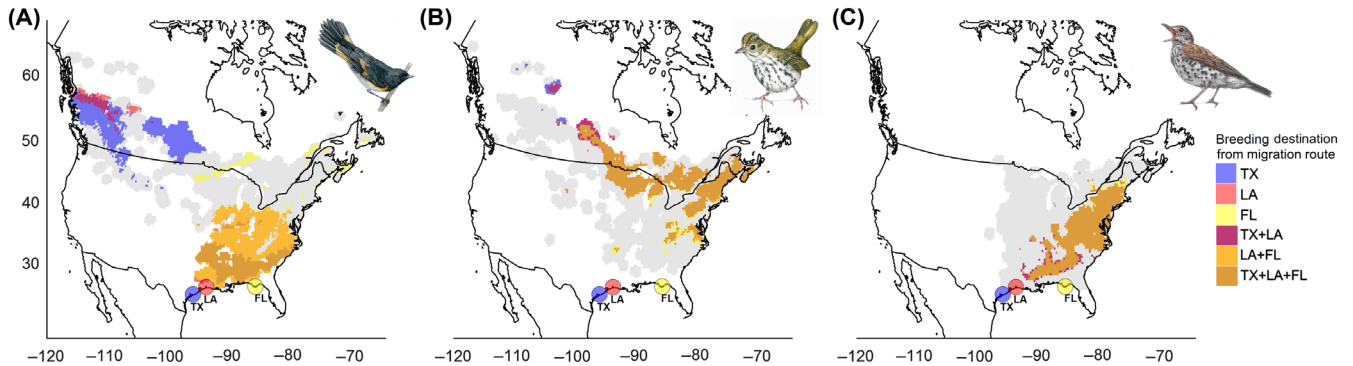 (A)
(B)
(C)
60
50
40
30
TX
LA
FL
TX
LA
FL
TX
LA
FL
–120
–110
–100
–90
–80
–70
–120
–110
–100
–90
–80
–70
–120
–110
–100
–90
–80
–70
Breeding destination
from migration route
TX
LA
FL
TX+LA
LA+FL
TX+LA+FL